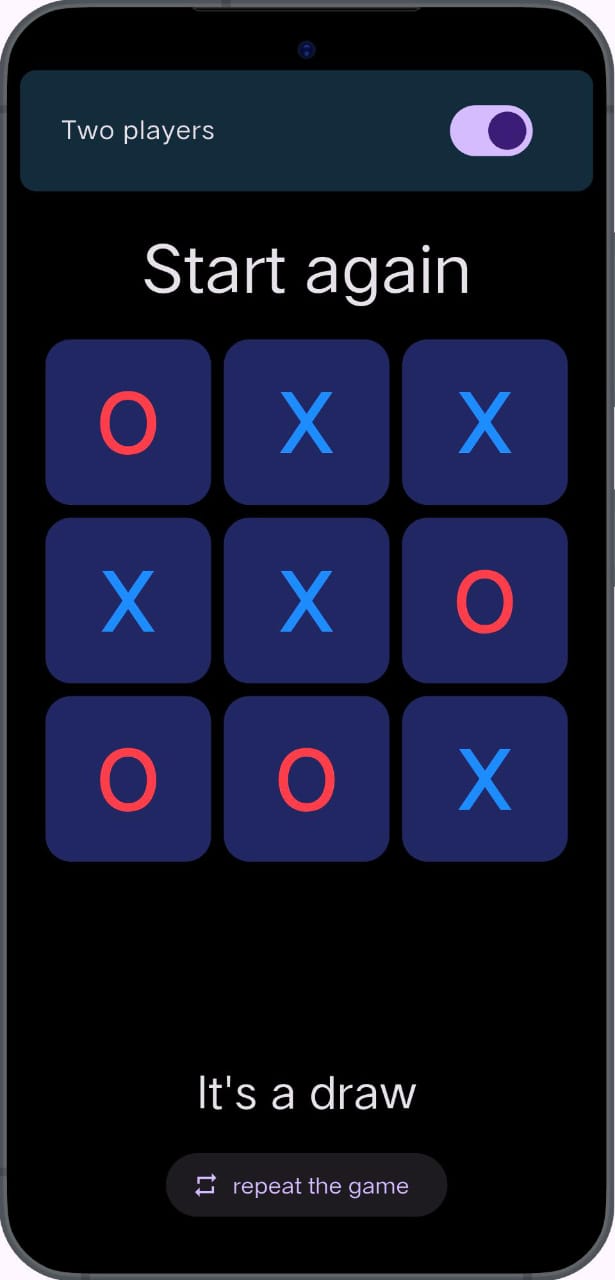 Two players
Start again
O X X
X X O
O O X
It's a draw
repeat the game